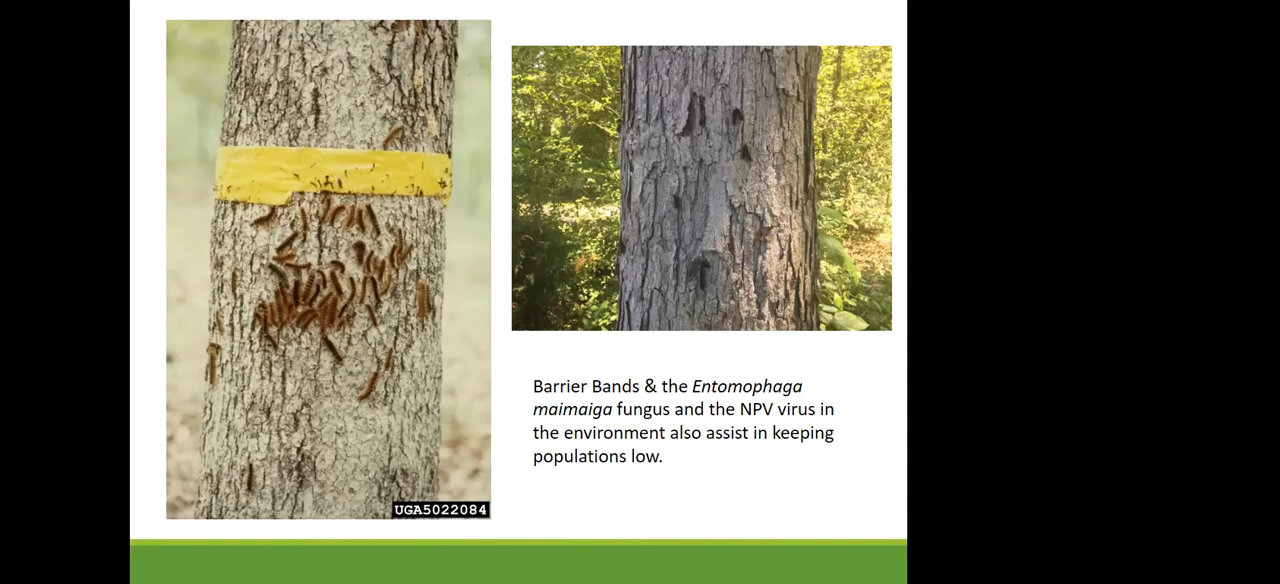 UGA5022084
Barrier Bands & the Entomophaga
maimaiga fungus and the NPV virus in
the environment also assist in keeping
populations low.